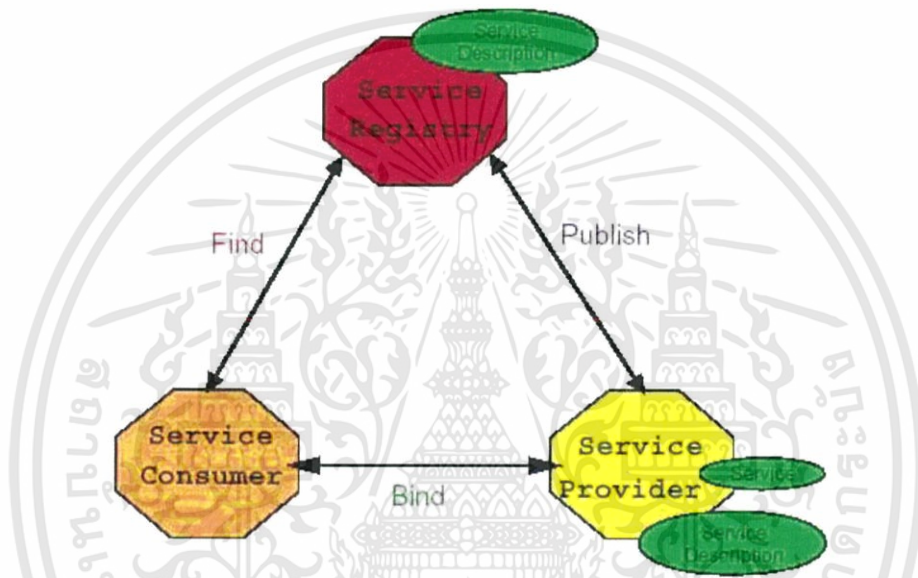 Service
Description
Service
Registry
Find
Publish
Service
Consumer
Bind
Service
Provider
Service
Service
Description